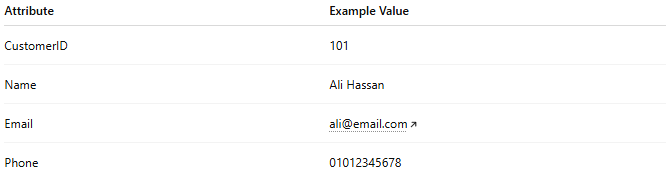 Attribute Example Value
CustomerID 101
Name Ali Hassan
Email ali@email.com ↗
Phone 01012345678